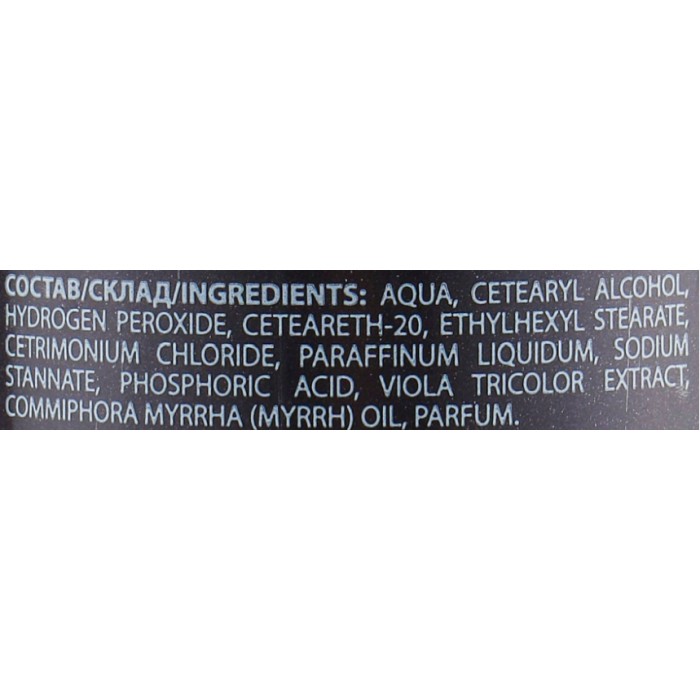 СОСТАВ/СКЛАД/INGREDIENTS: AQUA, CETEARYL ALCOHOL,
HYDROGEN PEROXIDE, CETEARETH-20, ETHYLHEXYL STEARATE,
CETRIMONIUM CHLORIDE, PARAFFINUM LIQUIDUM, SODIUM
STANNATE, PHOSPHORIC ACID, VIOLA TRICOLOR EXTRACT,
COMMIPHORA MYRRHA (MYRRH) OIL, PARFUM.